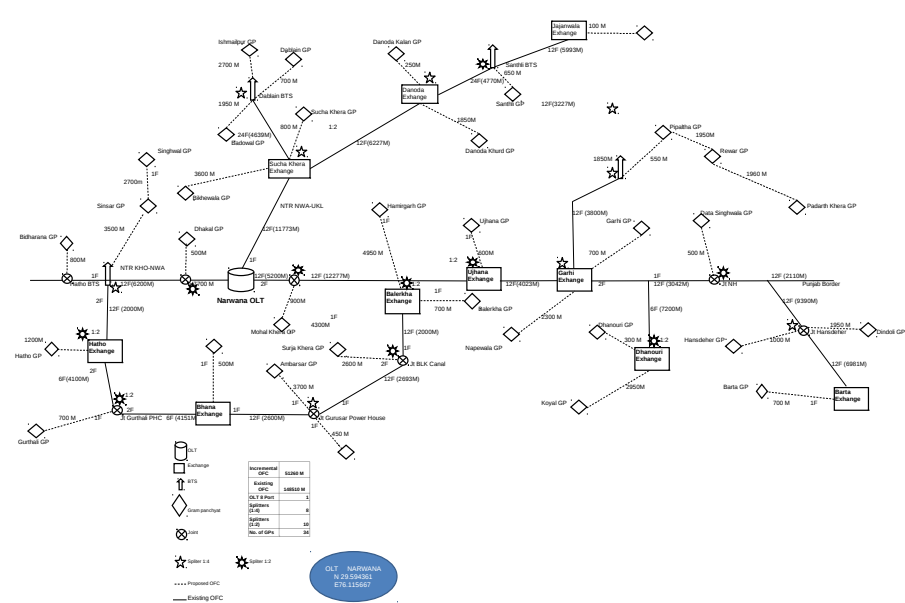 Jajanwala
Exhange
100 M
12F (5993M)
Ishmailpur GP
Dablain GP
2700 M
700 M
1950 M
Dablain BTS
24F(4639M)
Badowal GP
Danoda Kalan GP
250M
Danoda
Exhange
Santhi BTS
650 M
24F(4770M)
Santhi GP
12F(3227M)
1850M
Danoda Khurd GP
Sucha Khera GP
800 M
1:2
12F(6227M)
Sucha Khera
Exhange
3600 M
Bikhewala GP
Singhwal GP
1F
2700m
Sinsar GP
3500 M
Pipaltha GP
1950M
Rewar GP
1850M
550 M
1960 M
Padarth Khera GP
NTR NWA-UKL
12F(11773M)
1F
Hamirgarh GP
1F
4950 M
Ujhana GP
1F
800M
1:2
12F (3800M)
Garhi GP
700 M
Data Singhwala GP
500 M
Bidharana GP
800M
Dhakal GP
500M
NTR KHO-NWA
1F
Hatho BTS
12F(6200M)
700 M
Narwana OLT
12F(5200M)
12F (12277M)
Balerkha
Exhange
Ujhana
Exhange
12F(4023M)
Garhi
Exhange
2F
1F
12F (3042M)
1F
Jt NH
12F (2110M)
Punjab Border
2F
12F (2000M)
900M
Mohal Khera GP
1F
4300M
1F
700 M
Balerkha GP
2300 M
Napewala GP
6F (7200M)
12F (9390M)
1200M
Hatho GP
1:2
Hatho
Exhange
2F
6F(4100M)
Surja Khera GP
2600 M
1F
2F
12F (2000M)
Jt BLK Canal
12F (2693M)
Dhanouri GP
300 M
1:2
Dhanouri
Exhange
2950M
Koyal GP
Hansdeher GP
1000 M
Jt Hansdeher
1950 M
Dindoli GP
12F (6981M)
Barta GP
700 M
1F
Barta
Exhange
1F
500M
Ambarsar GP
3700 M
1F
1F
1:2
700 M
1F
2F
Jt Gurthali PHC
6F (4151M)
Bhana
Exhange
1F
12F (2600M)
Jt Gurusar Power House
1F
450 M
Gurthali GP
OLT
Exchange
BTS
Gram panchyat
Joint
Spliter 1:4
Spliter 1:2
Proposed OFC
Existing OFC
Incremental OFC 51260 M
Existing OFC 148510 M
OLT 8 Port 1
Splitters (1:4) 8
Splitters (1:2) 10
No. of GPs 34
OLT NARWANA
N 29.594361
E76.115667